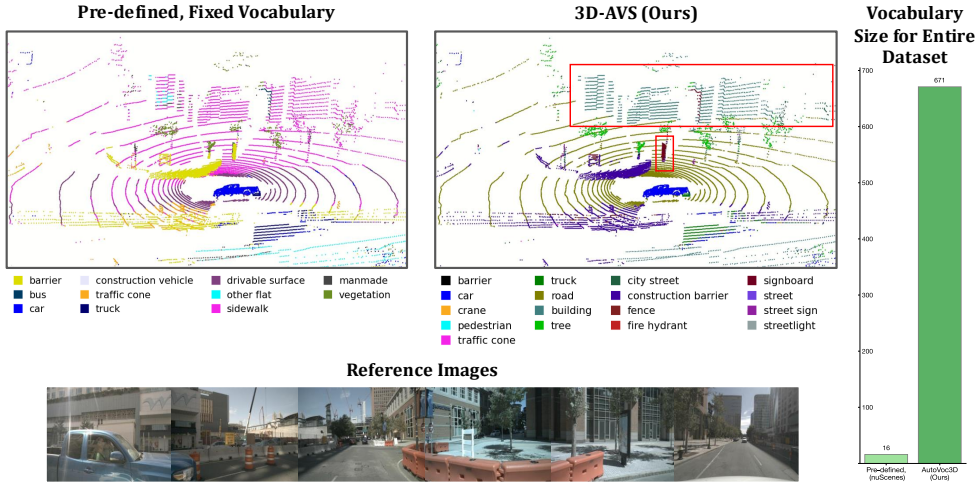 Pre-defined, Fixed Vocabulary
3D-AVS (Ours)
Vocabulary
Size for Entire
Dataset
barrier
bus
car
construction vehicle
traffic cone
truck
drivable surface
other flat
sidewalk
manmade
vegetation
barrier
car
crane
pedestrian
traffic cone
truck
road
building
tree
city street
construction barrier
fence
fire hydrant
signboard
street
street sign
streetlight
Reference Images
700
600
500
400
300
200
100
671
16
Pre-defined,
(nuScenes)
AutoVoc3D
(Ours)